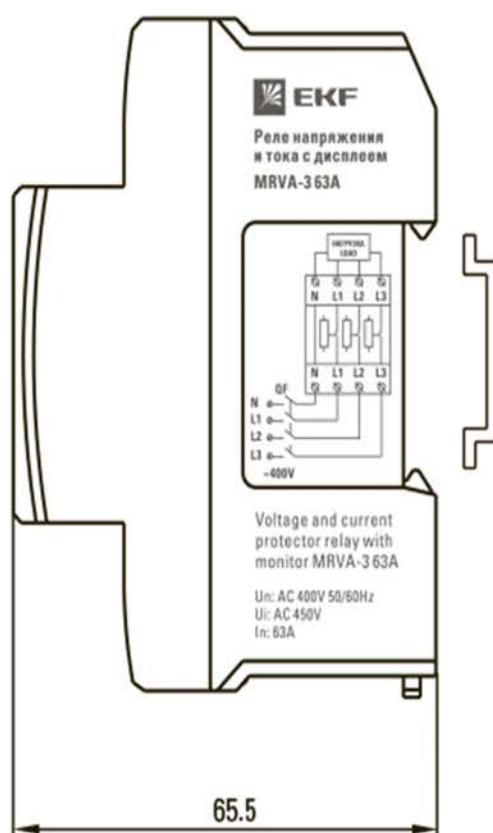 EKF
Реле напряжения
и тока с дисплеем
MRVA-3 63A
НАГРУЗКА
LOAD
N L1 L2 L3
N L1 L2 L3
QF
N
L1
L2
L3
~400V
Voltage and current
protector relay with
monitor MRVA-3 63A
Un: AC 400V 50/60Hz
Ui: AC 450V
In: 63A
65.5